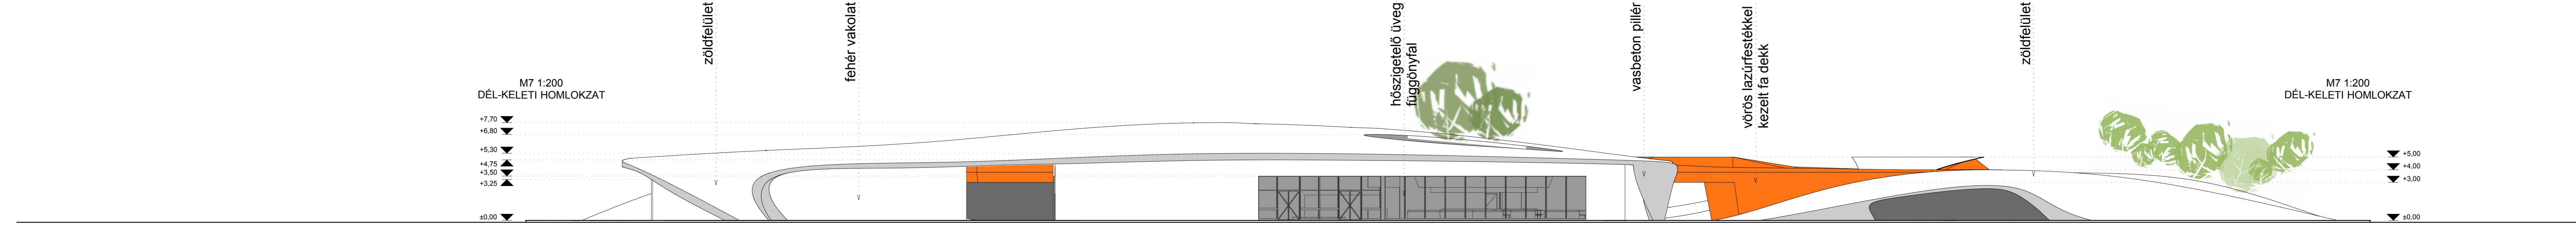 zöldfelület
fehér vakolat
hőszigetelő üveg
függönyfal
vasbeton pillér
vörös lazúrfestékkel
kezelt fa dekk
zöldfelület
M7 1:200
DÉL-KELETI HOMLOKZAT
M7 1:200
DÉL-KELETI HOMLOKZAT
+7,70
+6,80
+5,30
+4,75
+3,50
+3,25
±0,00
+5,00
+4,00
+3,00
±0,00